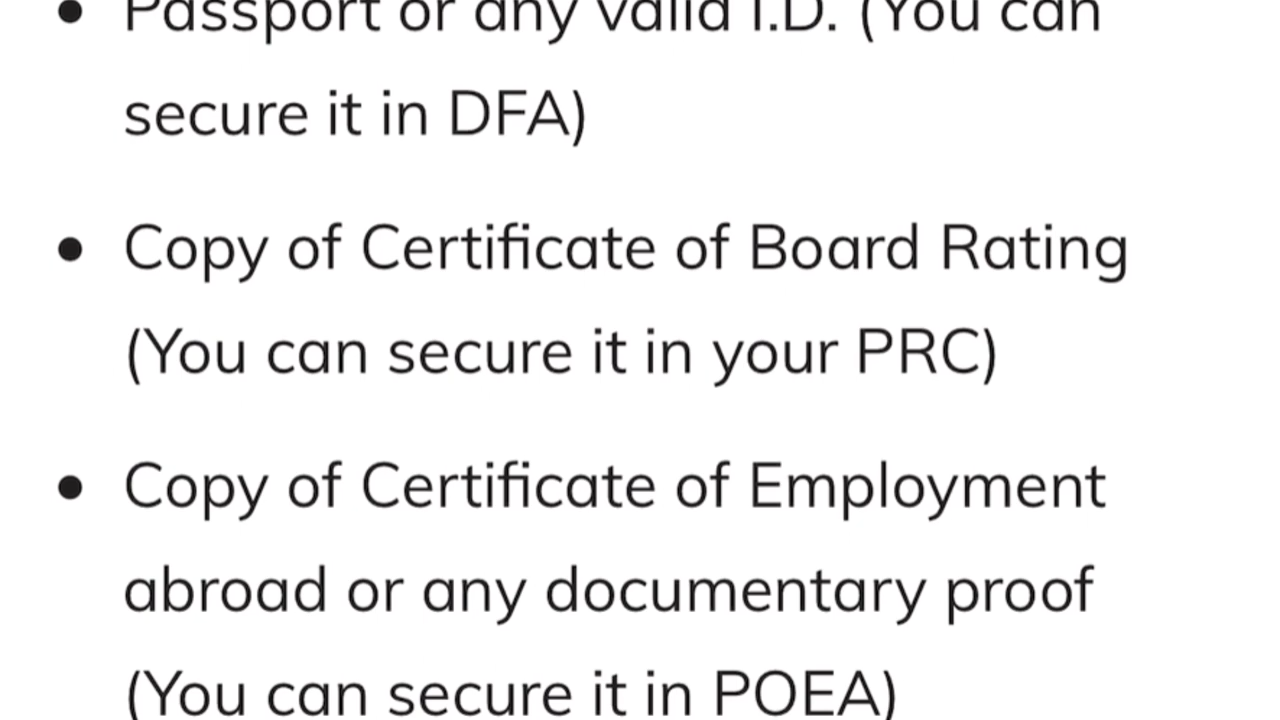 Passport or any valid I.D. (You can
secure it in DFA)
Copy of Certificate of Board Rating
(You can secure it in your PRC)
Copy of Certificate of Employment
abroad or any documentary proof
(You can secure it in POEA)